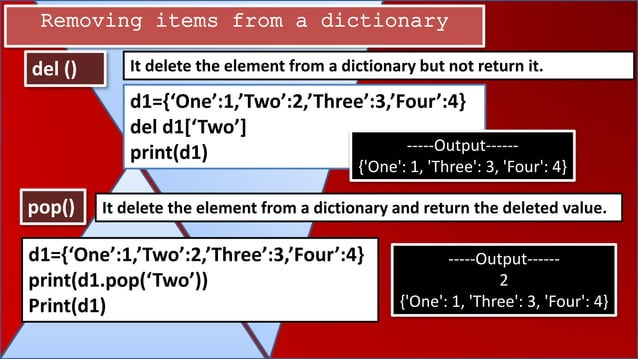 Removing items from a dictionary
del ()
It delete the element from a dictionary but not return it.
d1={‘One’:1,’Two’:2,’Three’:3,’Four’:4}
del d1[‘Two’]
print(d1)
-----Output------
{'One': 1, 'Three': 3, 'Four': 4}
pop()
It delete the element from a dictionary and return the deleted value.
d1={‘One’:1,’Two’:2,’Three’:3,’Four’:4}
print(d1.pop(‘Two’))
Print(d1)
-----Output------
2
{'One': 1, 'Three': 3, 'Four': 4}